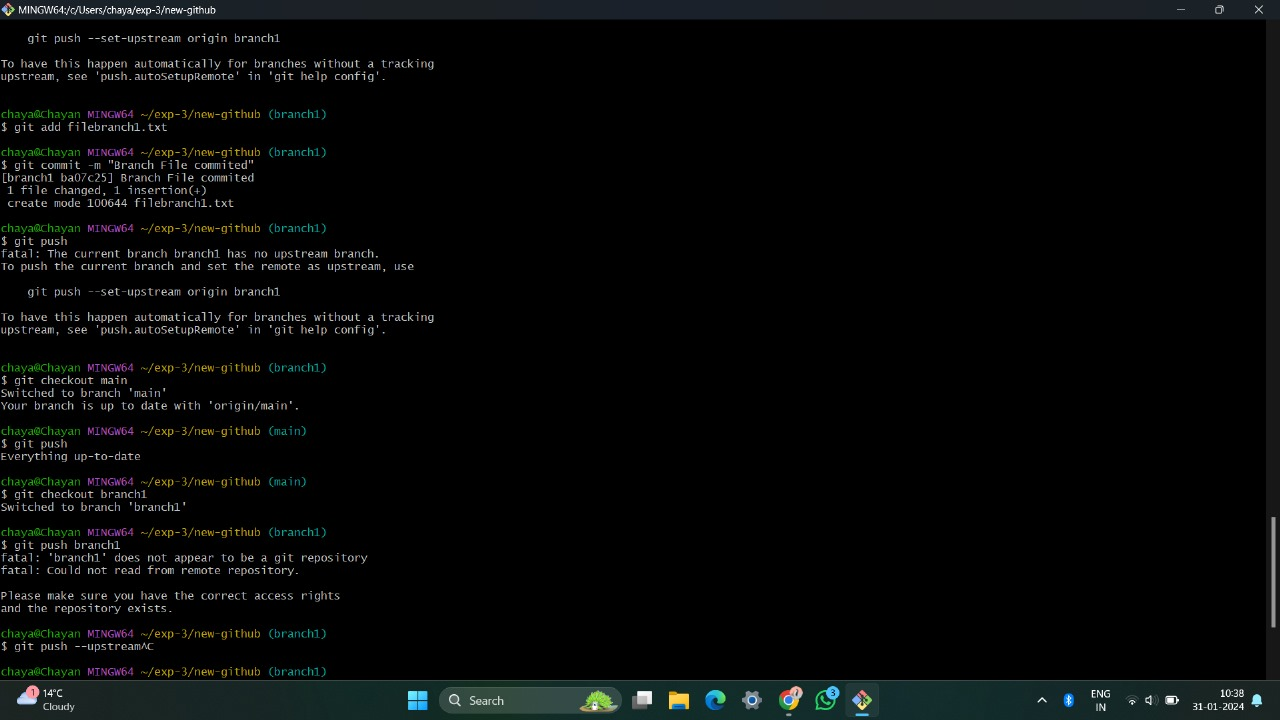 MINGW64:/c/Users/chaya/exp-3/new-github
git push --set-upstream origin branch1
To have this happen automatically for branches without a tracking
upstream, see 'push.autoSetupRemote' in 'git help config'.
chaya@Chayan MINGW64 ~/exp-3/new-github (branch1)
$ git add filebranch1.txt
chaya@Chayan MINGW64 ~/exp-3/new-github (branch1)
$ git commit -m "Branch File commited"
[branch1 ba07c25] Branch File commited
1 file changed, 1 insertion(+)
create mode 100644 filebranch1.txt
chaya@Chayan MINGW64 ~/exp-3/new-github (branch1)
$ git push
fatal: The current branch branch1 has no upstream branch.
To push the current branch and set the remote as upstream, use
git push --set-upstream origin branch1
To have this happen automatically for branches without a tracking
upstream, see 'push.autoSetupRemote' in 'git help config'.
chaya@Chayan MINGW64 ~/exp-3/new-github (branch1)
$ git checkout main
Switched to branch 'main'
Your branch is up to date with 'origin/main'.
chaya@Chayan MINGW64 ~/exp-3/new-github (main)
$ git push
Everything up-to-date
chaya@Chayan MINGW64 ~/exp-3/new-github (main)
$ git checkout branch1
Switched to branch 'branch1'
chaya@Chayan MINGW64 ~/exp-3/new-github (branch1)
$ git push branch1
fatal: 'branch1' does not appear to be a git repository
fatal: Could not read from remote repository.
Please make sure you have the correct access rights
and the repository exists.
chaya@Chayan MINGW64 ~/exp-3/new-github (branch1)
$ git push --upstream^C
chaya@Chayan MINGW64 ~/exp-3/new-github (branch1)
1
14°C
Cloudy
Search
3
ENG
IN
10:38
31-01-2024